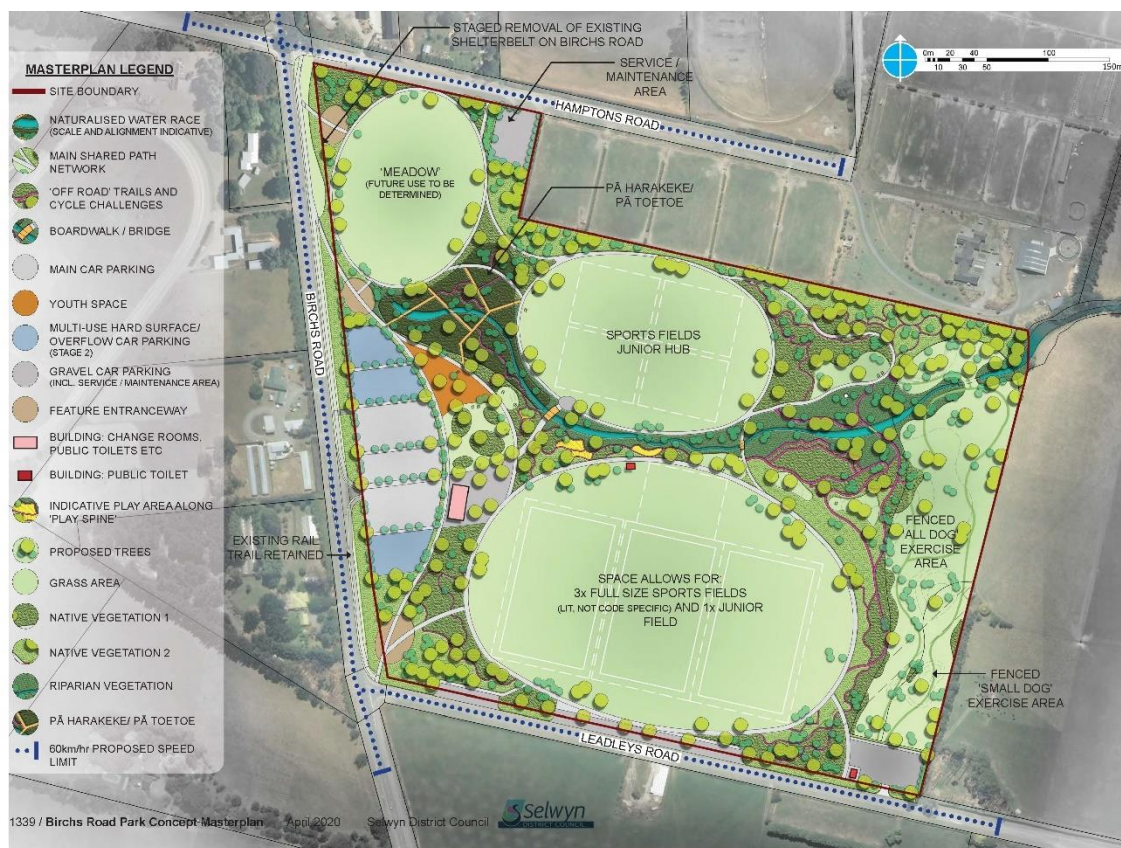 STAGED REMOVAL OF EXISTING
SHELTERBELT ON BIRCHS ROAD
SERVICE /
MAINTENANCE
AREA
0m 20 40 100
10 30 50 150m
HAMPTONS ROAD
MASTERPLAN LEGEND
SITE BOUNDARY
NATURALISED WATER RACE
(SCALE AND ALIGNMENT INDICATIVE)
MAIN SHARED PATH
NETWORK
'OFF ROAD' TRAILS AND
CYCLE CHALLENGES
BOARDWALK / BRIDGE
MAIN CAR PARKING
YOUTH SPACE
MULTI-USE HARD SURFACE/
OVERFLOW CAR PARKING
(STAGE 2)
GRAVEL CAR PARKING
(INCL. SERVICE / MAINTENANCE AREA)
FEATURE ENTRANCEWAY
BUILDING: CHANGE ROOMS,
PUBLIC TOILETS ETC
BUILDING: PUBLIC TOILET
INDICATIVE PLAY AREA ALONG
'PLAY SPINE'
PROPOSED TREES
GRASS AREA
NATIVE VEGETATION 1
NATIVE VEGETATION 2
RIPARIAN VEGETATION
PĀ HARAKEKE/ PĀ TOETOE
60km/hr PROPOSED SPEED
LIMIT
'MEADOW'
(FUTURE USE TO BE
DETERMINED)
PĀ HARAKEKE/
PĀ TOETOE
BIRCHS ROAD
SPORTS FIELDS
JUNIOR HUB
EXISTING RAIL
TRAIL RETAINED
FENCED
'ALL DOG'
EXERCISE
AREA
SPACE ALLOWS FOR:
3x FULL SIZE SPORTS FIELDS
(LIT, NOT CODE SPECIFIC) AND 1x JUNIOR
FIELD
FENCED
'SMALL DOG'
EXERCISE AREA
LEADLEYS ROAD
1339 / Birchs Road Park Concept Masterplan April 2020 Selwyn District Council
Selwyn
DISTRICT COUNCIL